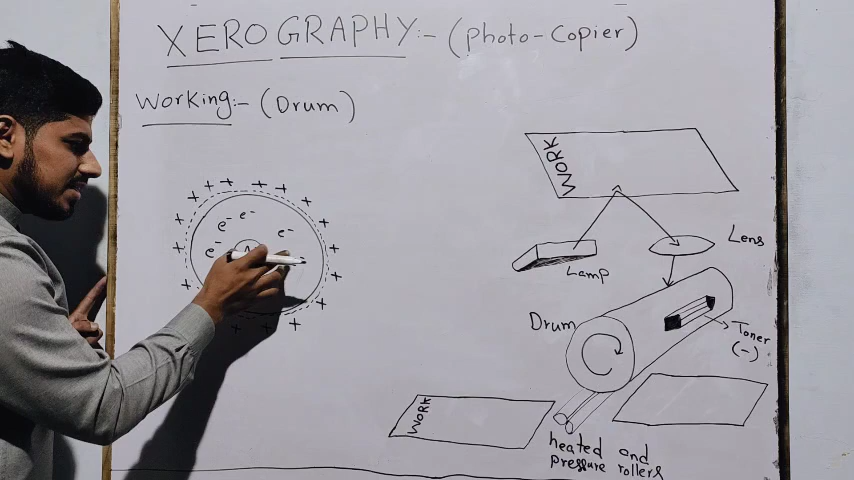 XEROGRAPHY:- (Photo-Copier)
Working:- (Drum)
+ + + + + + + + + + + + + + + +
e- e-
e-
e-
WORK
Lens
Lamp
Drum
Toner
(-)
WORK
heated and
pressure rollers